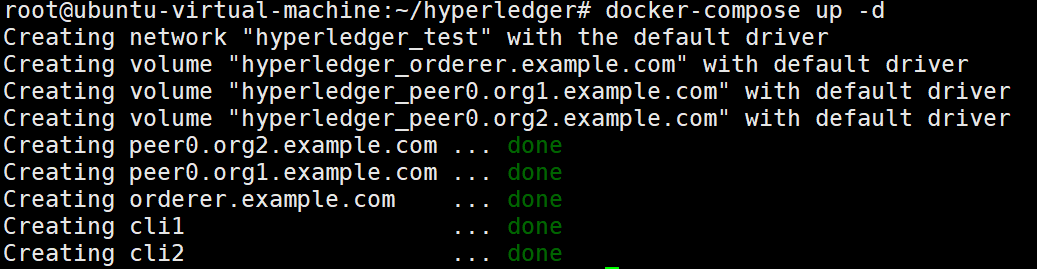 root@ubuntu-virtual-machine:~/hyperledger# docker-compose up -d
Creating network "hyperledger_test" with the default driver
Creating volume "hyperledger_orderer.example.com" with default driver
Creating volume "hyperledger_peer0.org1.example.com" with default driver
Creating volume "hyperledger_peer0.org2.example.com" with default driver
Creating peer0.org2.example.com ... done
Creating peer0.org1.example.com ... done
Creating orderer.example.com    ... done
Creating cli1                   ... done
Creating cli2                   ... done